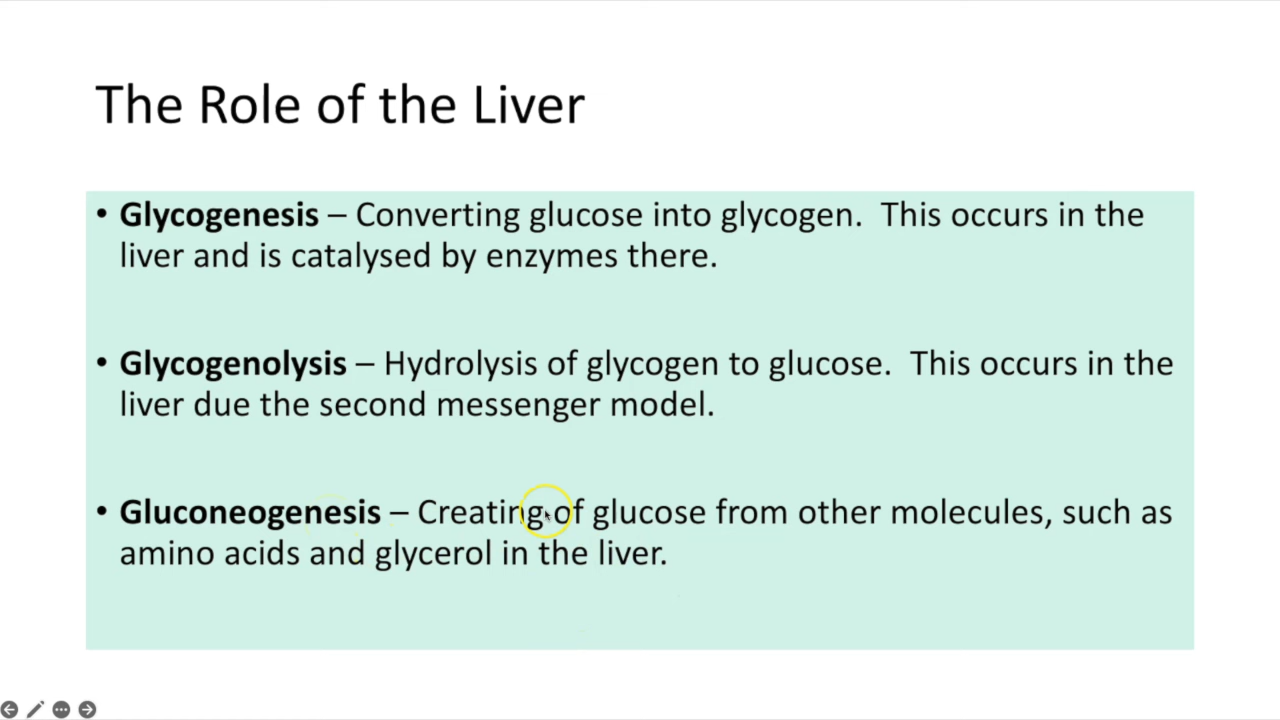 The Role of the Liver
• Glycogenesis – Converting glucose into glycogen.  This occurs in the
liver and is catalysed by enzymes there.
• Glycogenolysis – Hydrolysis of glycogen to glucose.  This occurs in the
liver due the second messenger model.
• Gluconeogenesis – Creating of glucose from other molecules, such as
amino acids and glycerol in the liver.